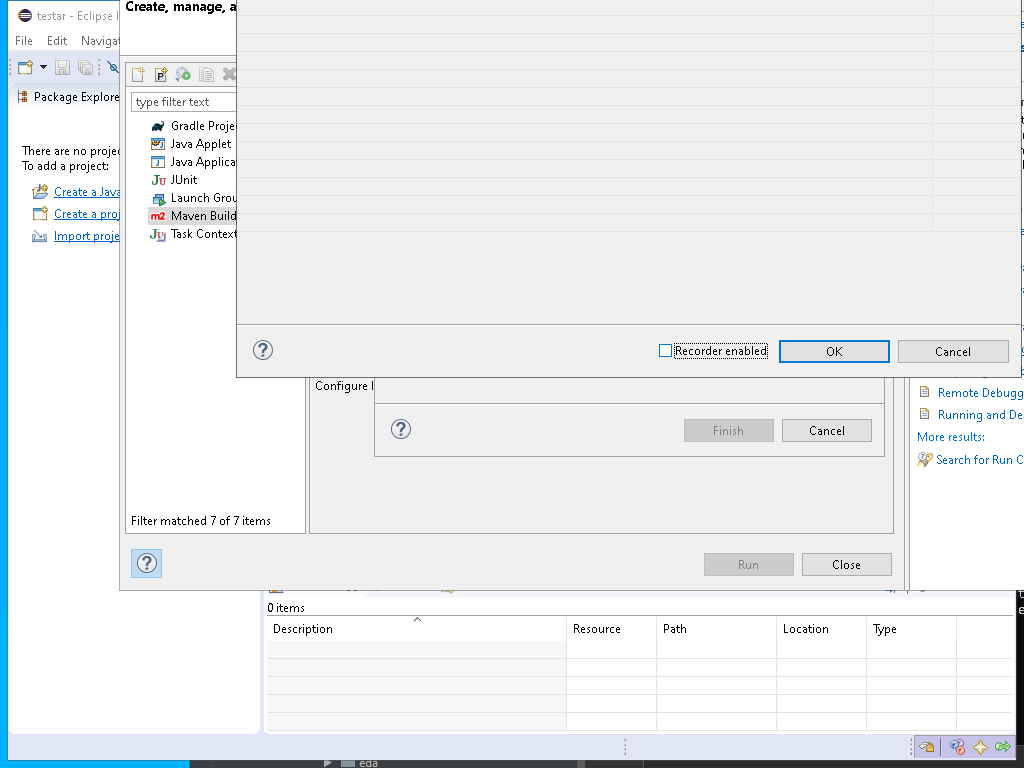 testar - Eclipse I
Create, manage, a
File Edit Navigat
Package Explore
type filter text
There are no projec
To add a project:
Create a Java
Create a proj
Import proje
Gradle Projec
Java Applet
Java Applica
JUnit
Launch Grou
Maven Build
Task Context
Recorder enabled
OK
Cancel
Configure l
Finish
Cancel
Filter matched 7 of 7 items
Run
Close
Remote Debugg
Running and De
More results:
Search for Run C
0 items
Description Resource Path Location Type
eda